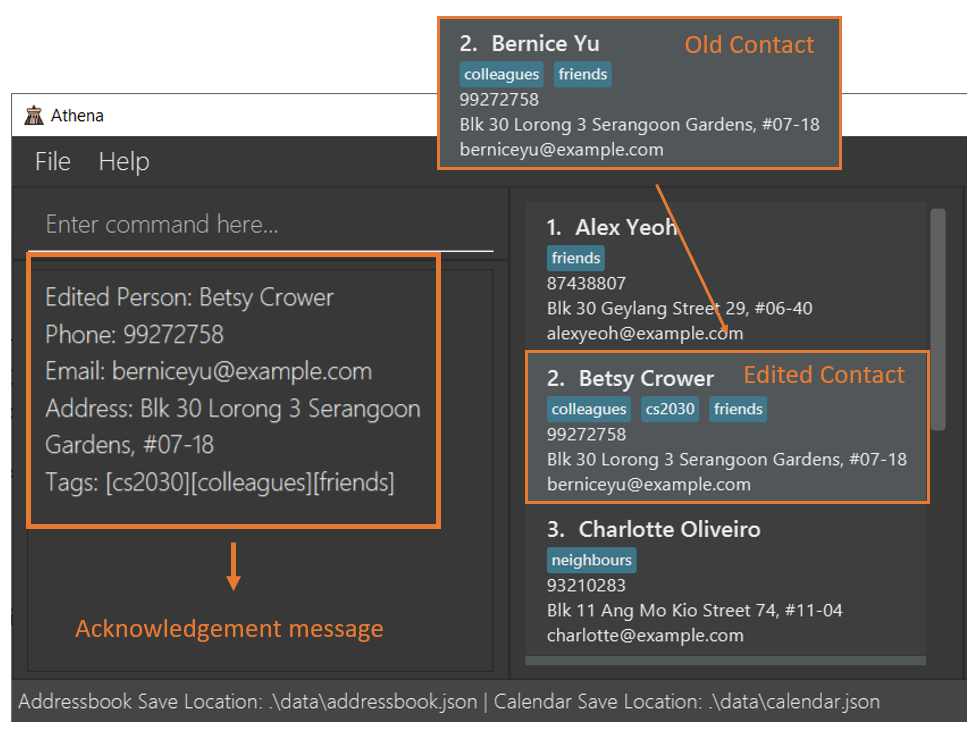 2. Bernice Yu
Old Contact
colleagues friends
99272758
Blk 30 Lorong 3 Serangoon Gardens, #07-18
berniceyu@example.com
Athena
File Help
Enter command here...
Edited Person: Betsy Crower
Phone: 99272758
Email: berniceyu@example.com
Address: Blk 30 Lorong 3 Serangoon
Gardens, #07-18
Tags: [cs2030][colleagues][friends]
Acknowledgement message
1. Alex Yeoh
friends
87438807
Blk 30 Geylang Street 29, #06-40
alexyeoh@example.com
2. Betsy Crower
Edited Contact
colleagues cs2030 friends
99272758
Blk 30 Lorong 3 Serangoon Gardens, #07-18
berniceyu@example.com
3. Charlotte Oliveiro
neighbours
93210283
Blk 11 Ang Mo Kio Street 74, #11-04
charlotte@example.com
Addressbook Save Location: .\data\addressbook.json | Calendar Save Location: .\data\calendar.json